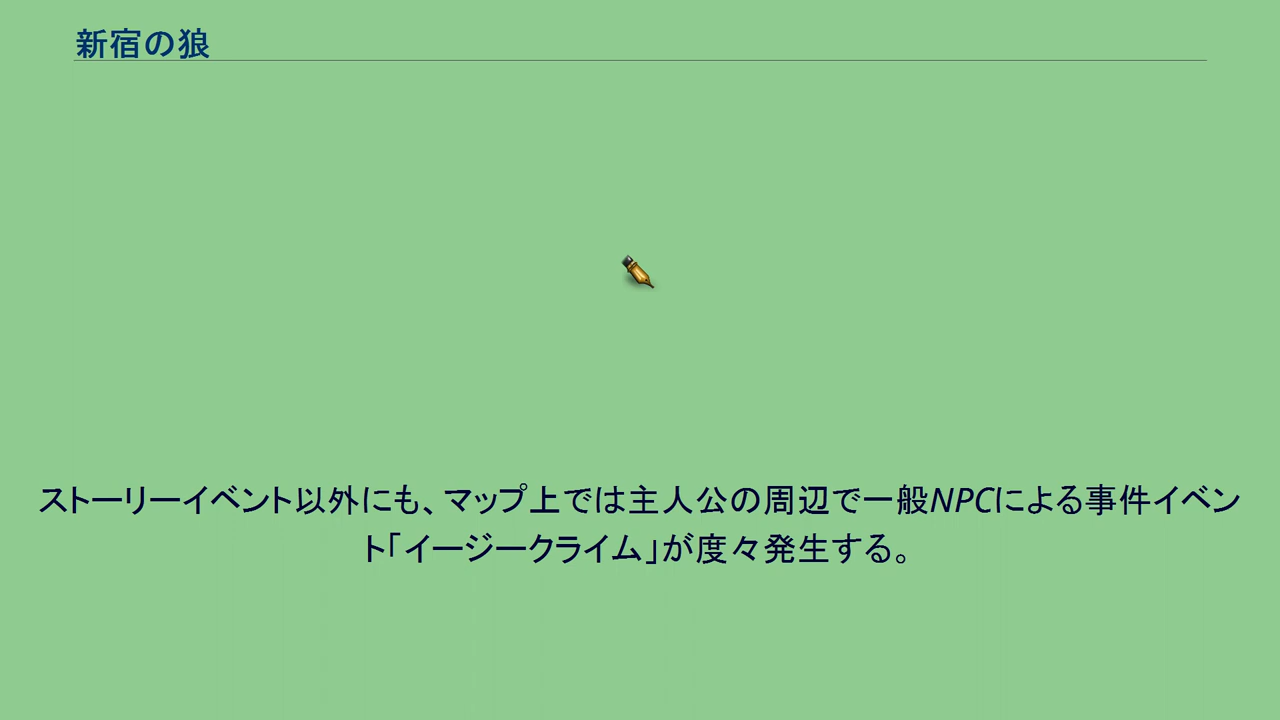 新宿の狼
ストーリーイベント以外にも、マップ上では主人公の周辺で一般NPCによる事件イベン
ト「イージークライム」が度々発生する。